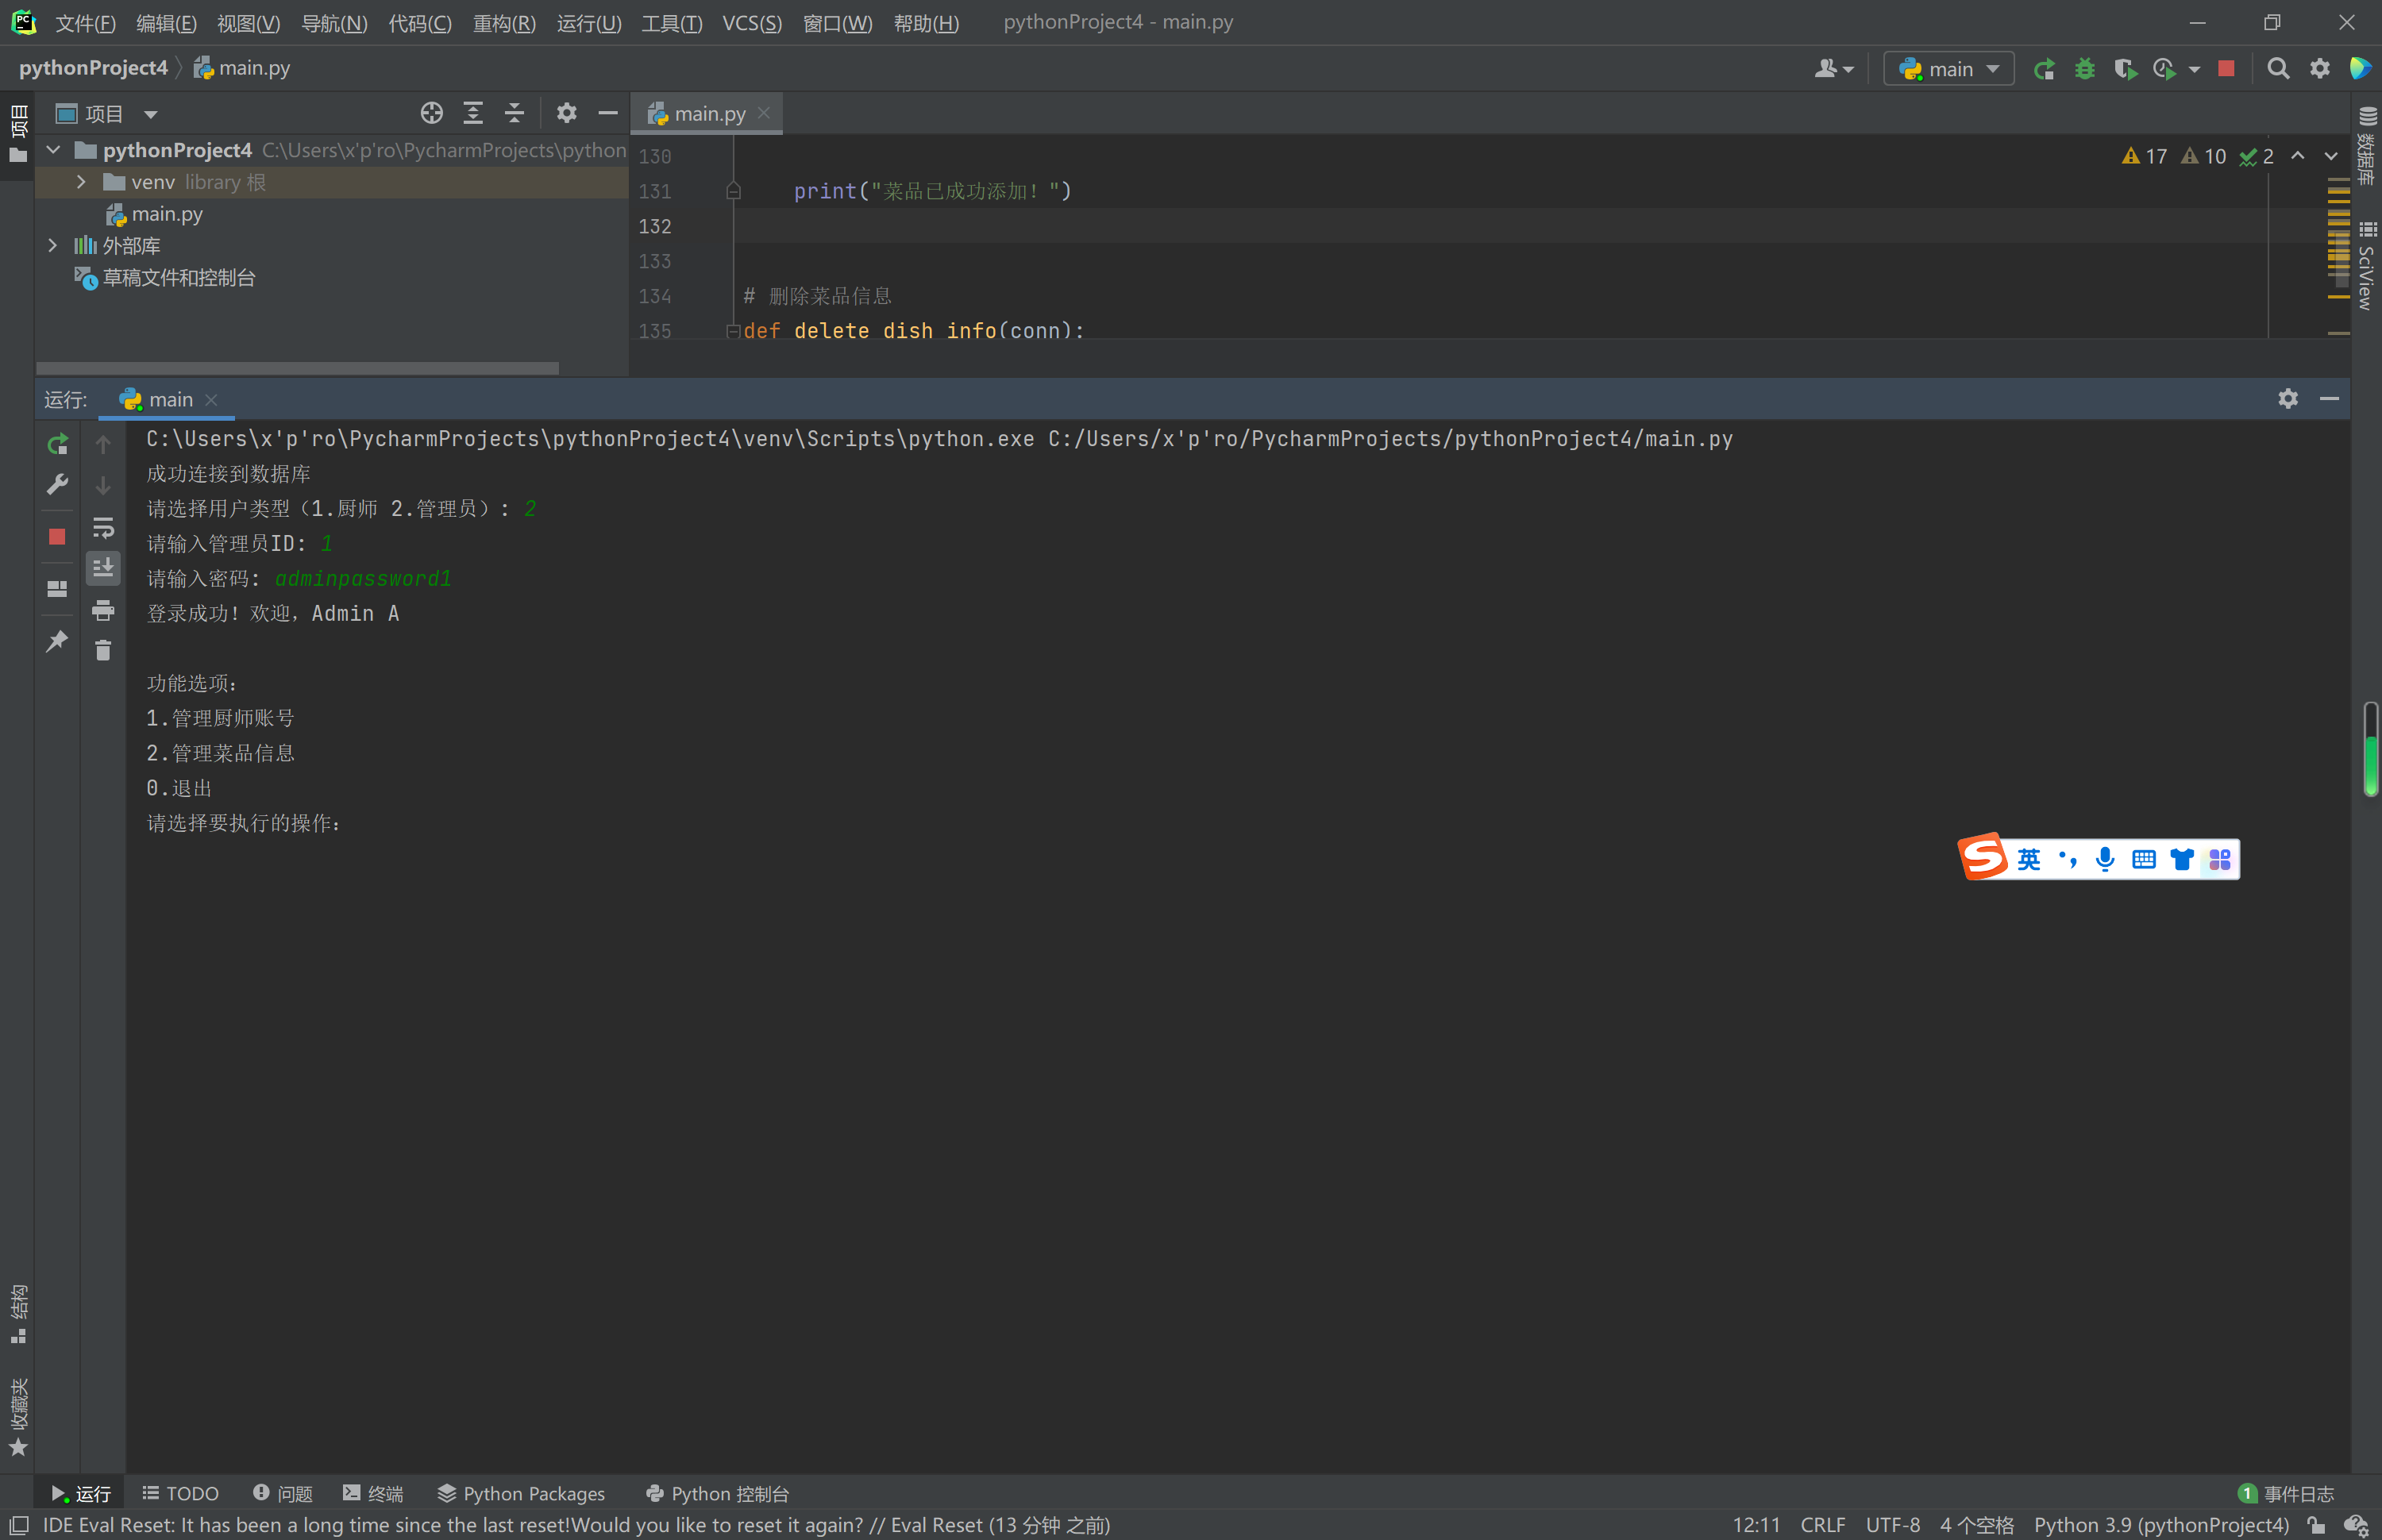 文件(F) 编辑(E) 视图(V) 导航(N) 代码(C) 重构(R) 运行(U) 工具(T) VCS(S) 窗口(W) 帮助(H) pythonProject4 - main.py
pythonProject4 main.py main
项目 main.py
pythonProject4 C:\Users\x'p'ro\PycharmProjects\python
venv library 根
main.py
外部库
草稿文件和控制台
130
131 print("菜品已成功添加！")
132
133
134 # 删除菜品信息
135 def delete_dish_info(conn):
17 10 2
项目
数据库
SciView
运行: main
C:\Users\x'p'ro\PycharmProjects\pythonProject4\venv\Scripts\python.exe C:/Users/x'p'ro/PycharmProjects/pythonProject4/main.py
成功连接到数据库
请选择用户类型（1.厨师 2.管理员）: 2
请输入管理员ID: 1
请输入密码: adminpassword1
登录成功！欢迎，Admin A
功能选项：
1.管理厨师账号
2.管理菜品信息
0.退出
请选择要执行的操作：
英
结构
收藏夹
运行 TODO 问题 终端 Python Packages Python 控制台 1 事件日志
IDE Eval Reset: It has been a long time since the last reset!Would you like to reset it again? // Eval Reset (13 分钟 之前) 12:11 CRLF UTF-8 4 个空格 Python 3.9 (pythonProject4)